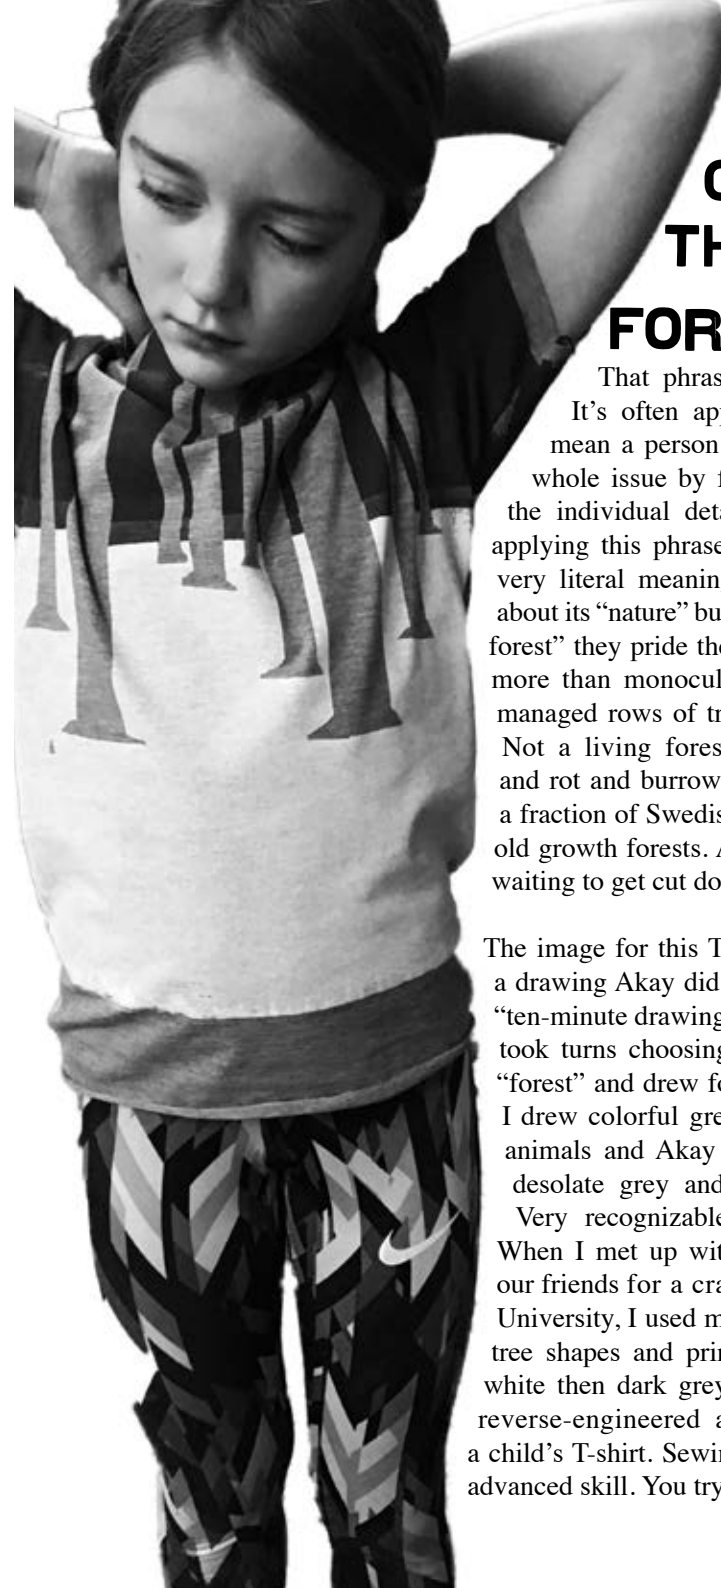 TH
FOR
That phras
It's often ap
mean a person
whole issue by f
the individual deta
applying this phrase
very literal meanin
about its “nature” bu
forest” they pride the
more than monocul
managed rows of tr
Not a living fores
and rot and burrow
a fraction of Swedis
old growth forests. A
waiting to get cut do
The image for this T
a drawing Akay did
“ten-minute drawing
took turns choosing
“forest” and drew fo
I drew colorful gre
animals and Akay
desolate grey and
Very recognizable
When I met up wit
our friends for a cra
University, I used m
tree shapes and prin
white then dark grey
reverse-engineered a
a child’s T-shirt. Sewin
advanced skill. You try